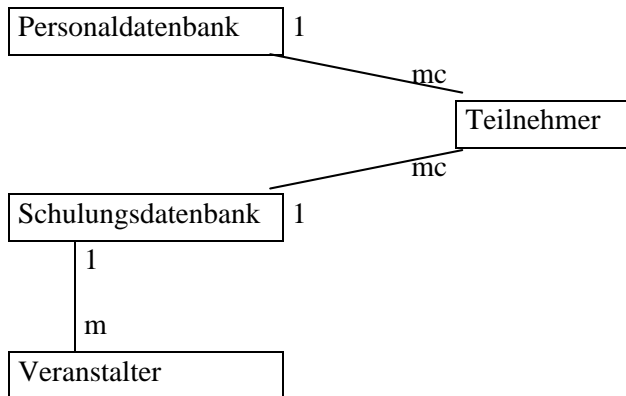 Personaldatenbank 1
mc
Teilnehmer
mc
Schulungsdatenbank 1
1
m
Veranstalter